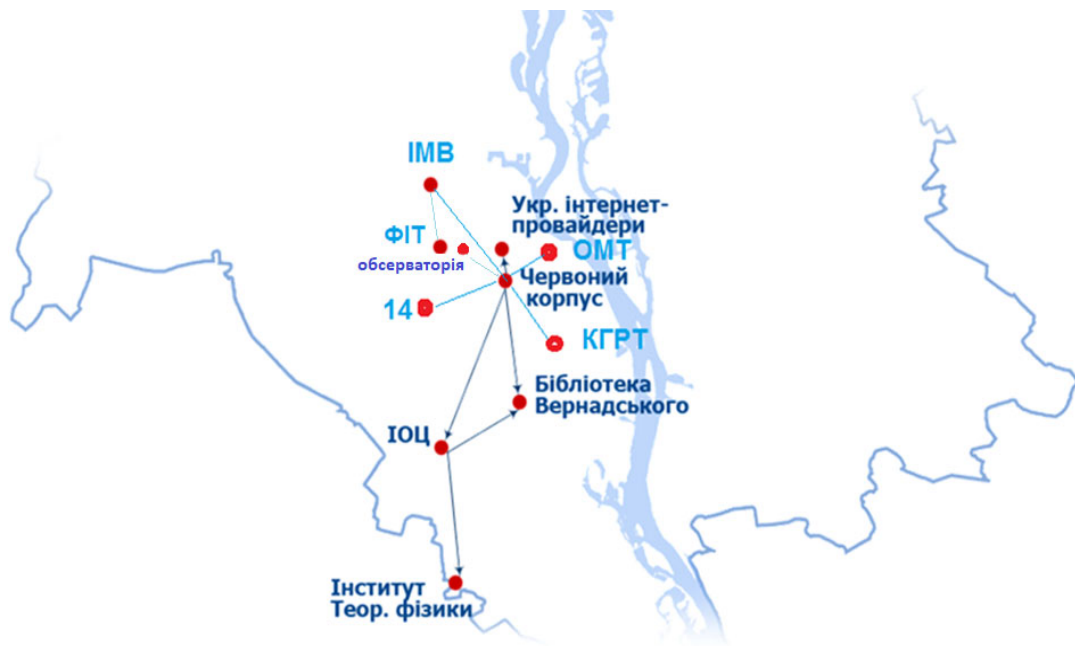 ІМВ
Укр. інтернет-
провайдери
ФІТ
ОМТ
обсерваторія
Червоний
корпус
14
КГРТ
Бібліотека
Вернадського
ІОЦ
Інститут
Теор. фізики